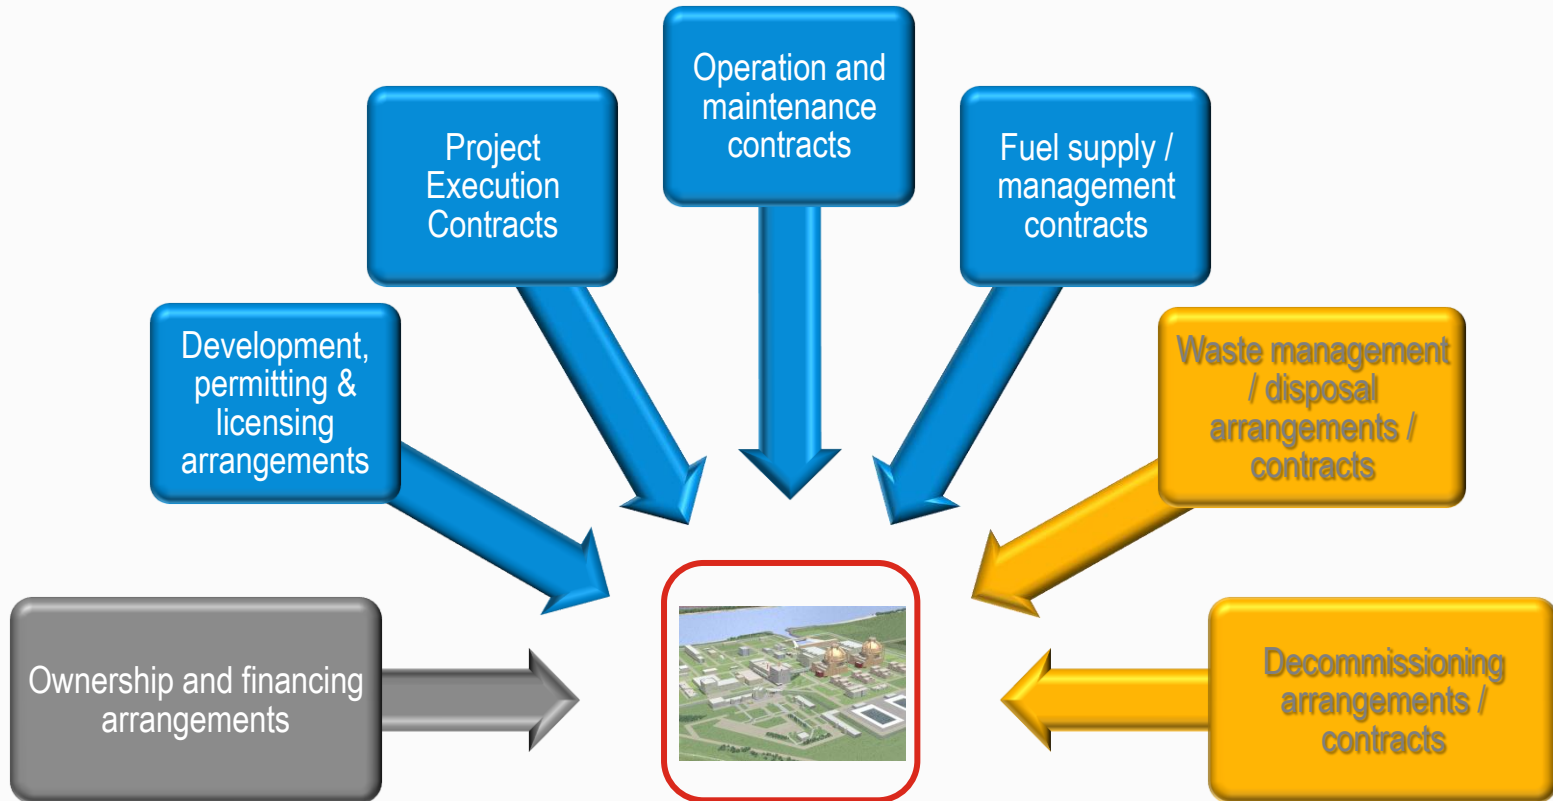 Ownership and financing
arrangements
Development,
permitting &
licensing
arrangements
Project
Execution
Contracts
Operation and
maintenance
contracts
Fuel supply /
management
contracts
Waste management
/ disposal
arrangements /
contracts
Decommissioning
arrangements /
contracts